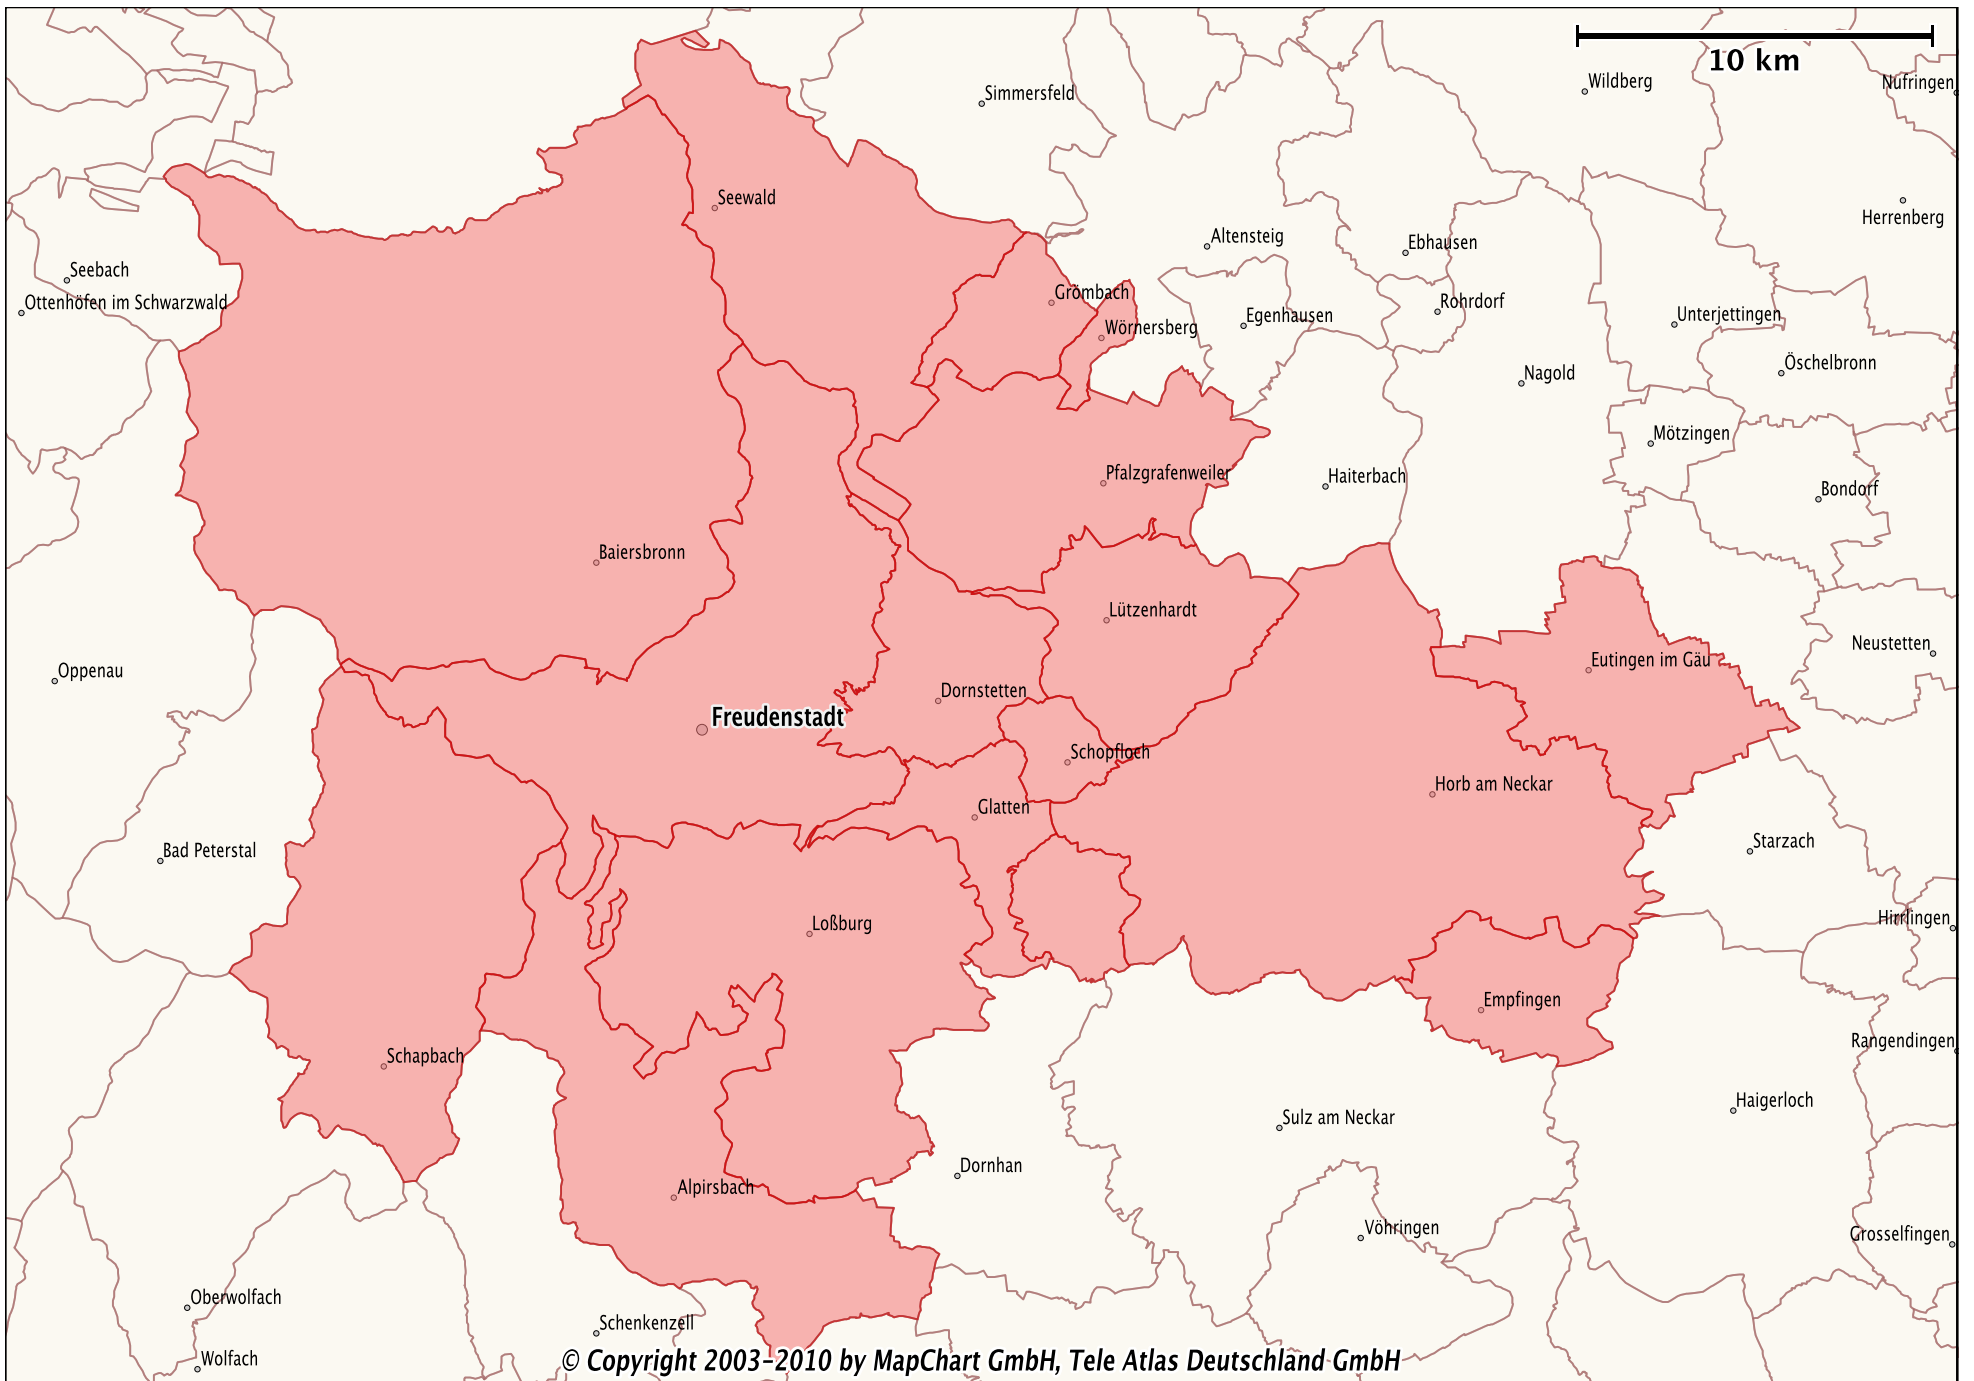 10 km
Wildberg
Nufringen
Simmersfeld
Seewald
Herrenberg
Altensteig
Ebhausen
Seebach
Ottenhöfen im Schwarzwald
Grömbach
Rohrdorf
Wörnersberg
Egenhausen
Unterjettingen
Öschelbronn
Nagold
Mötzingen
Pfalzgrafenweiler
Haiterbach
Bondorf
Baiersbronn
Lützenhardt
Neustetten
Eutingen im Gäu
Oppenau
Dornstetten
Freudenstadt
Schopfloch
Horb am Neckar
Glatten
Starzach
Bad Peterstal
Hirrlingen
Loßburg
Empfingen
Rangendingen
Schapbach
Haigerloch
Sulz am Neckar
Dornhan
Alpirsbach
Vöhringen
Grosselfingen
Oberwolfach
Schenkenzell
Wolfach
© Copyright 2003-2010 by MapChart GmbH, Tele Atlas Deutschland GmbH